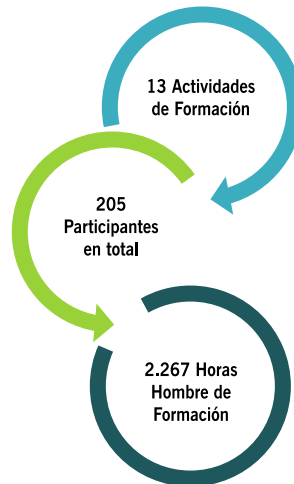 13 Actividades
de Formación
205
Participantes
en total
2.267 Horas
Hombre de
Formación